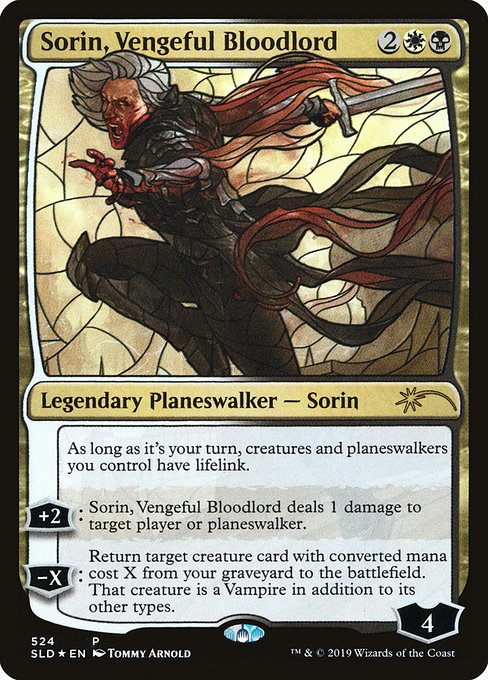 Sorin, Vengeful Bloodlord 2
Legendary Planeswalker — Sorin
As long as it's your turn, creatures and planeswalkers
you control have lifelink.
+2 : Sorin, Vengeful Bloodlord deals 1 damage to
target player or planeswalker.
Return target creature card with converted mana
−X : cost X from your graveyard to the battlefield.
That creature is a Vampire in addition to its
other types.
4
524 P
SLD ★ EN Tommy Arnold
™ & © 2019 Wizards of the Coast